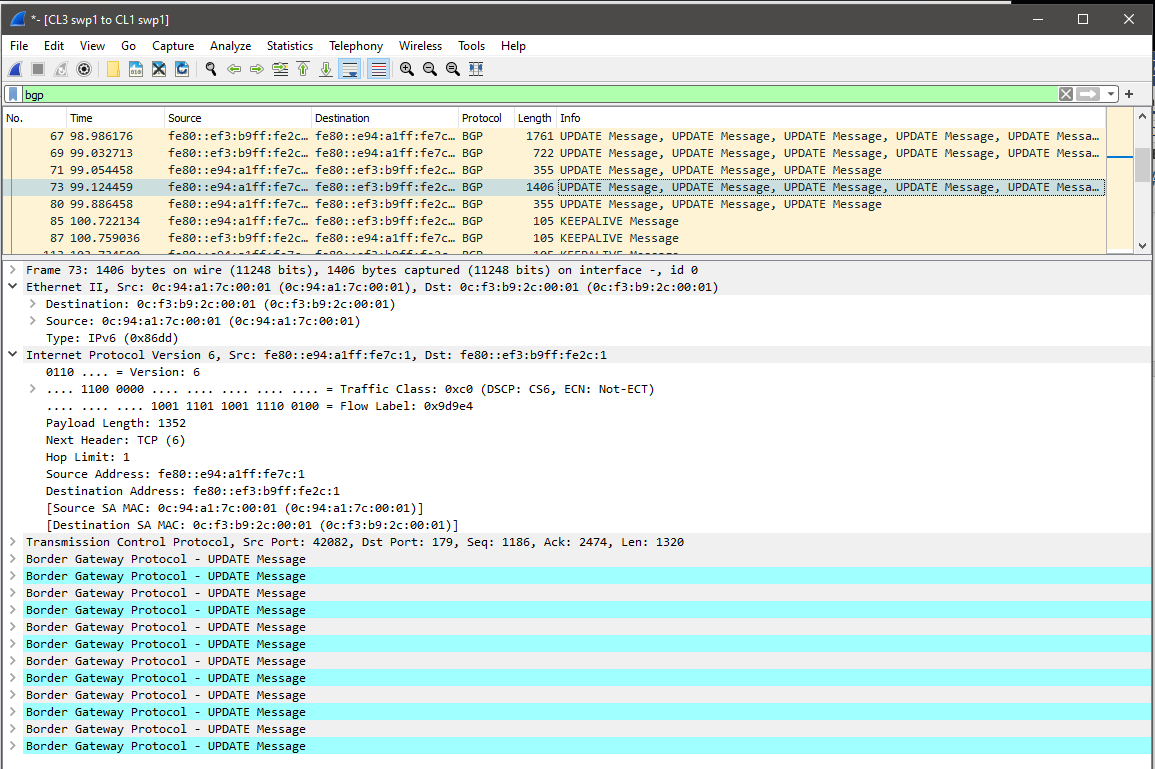 *- [CL3 swp1 to CL1 swp1]
File Edit View Go Capture Analyze Statistics Telephony Wireless Tools Help
bgp
No. Time Source Destination Protocol Length Info
67 98.986176 fe80::ef3:b9ff:fe2c… fe80::e94:a1ff:fe7c… BGP 1761 UPDATE Message, UPDATE Message, UPDATE Message, UPDATE Message, UPDATE Messa…
69 99.032713 fe80::ef3:b9ff:fe2c… fe80::e94:a1ff:fe7c… BGP 722 UPDATE Message, UPDATE Message, UPDATE Message, UPDATE Message, UPDATE Messa…
71 99.054458 fe80::ef3:b9ff:fe2c… fe80::e94:a1ff:fe7c… BGP 355 UPDATE Message, UPDATE Message, UPDATE Message
73 99.124459 fe80::e94:a1ff:fe7c… fe80::ef3:b9ff:fe2c… BGP 1406 UPDATE Message, UPDATE Message, UPDATE Message, UPDATE Message, UPDATE Messa…
80 99.886458 fe80::e94:a1ff:fe7c… fe80::ef3:b9ff:fe2c… BGP 355 UPDATE Message, UPDATE Message, UPDATE Message
85 100.722134 fe80::e94:a1ff:fe7c… fe80::ef3:b9ff:fe2c… BGP 105 KEEPALIVE Message
87 100.759036 fe80::ef3:b9ff:fe2c… fe80::e94:a1ff:fe7c… BGP 105 KEEPALIVE Message
Frame 73: 1406 bytes on wire (11248 bits), 1406 bytes captured (11248 bits) on interface -, id 0
Ethernet II, Src: 0c:94:a1:7c:00:01 (0c:94:a1:7c:00:01), Dst: 0c:f3:b9:2c:00:01 (0c:f3:b9:2c:00:01)
Destination: 0c:f3:b9:2c:00:01 (0c:f3:b9:2c:00:01)
Source: 0c:94:a1:7c:00:01 (0c:94:a1:7c:00:01)
Type: IPv6 (0x86dd)
Internet Protocol Version 6, Src: fe80::e94:a1ff:fe7c:1, Dst: fe80::ef3:b9ff:fe2c:1
0110 .... = Version: 6
.... 1100 0000 .... .... .... .... .... = Traffic Class: 0xc0 (DSCP: CS6, ECN: Not-ECT)
.... .... .... 1001 1101 1001 1110 0100 = Flow Label: 0x9d9e4
Payload Length: 1352
Next Header: TCP (6)
Hop Limit: 1
Source Address: fe80::e94:a1ff:fe7c:1
Destination Address: fe80::ef3:b9ff:fe2c:1
[Source SA MAC: 0c:94:a1:7c:00:01 (0c:94:a1:7c:00:01)]
[Destination SA MAC: 0c:f3:b9:2c:00:01 (0c:f3:b9:2c:00:01)]
Transmission Control Protocol, Src Port: 42082, Dst Port: 179, Seq: 1186, Ack: 2474, Len: 1320
Border Gateway Protocol - UPDATE Message
Border Gateway Protocol - UPDATE Message
Border Gateway Protocol - UPDATE Message
Border Gateway Protocol - UPDATE Message
Border Gateway Protocol - UPDATE Message
Border Gateway Protocol - UPDATE Message
Border Gateway Protocol - UPDATE Message
Border Gateway Protocol - UPDATE Message
Border Gateway Protocol - UPDATE Message
Border Gateway Protocol - UPDATE Message
Border Gateway Protocol - UPDATE Message
Border Gateway Protocol - UPDATE Message